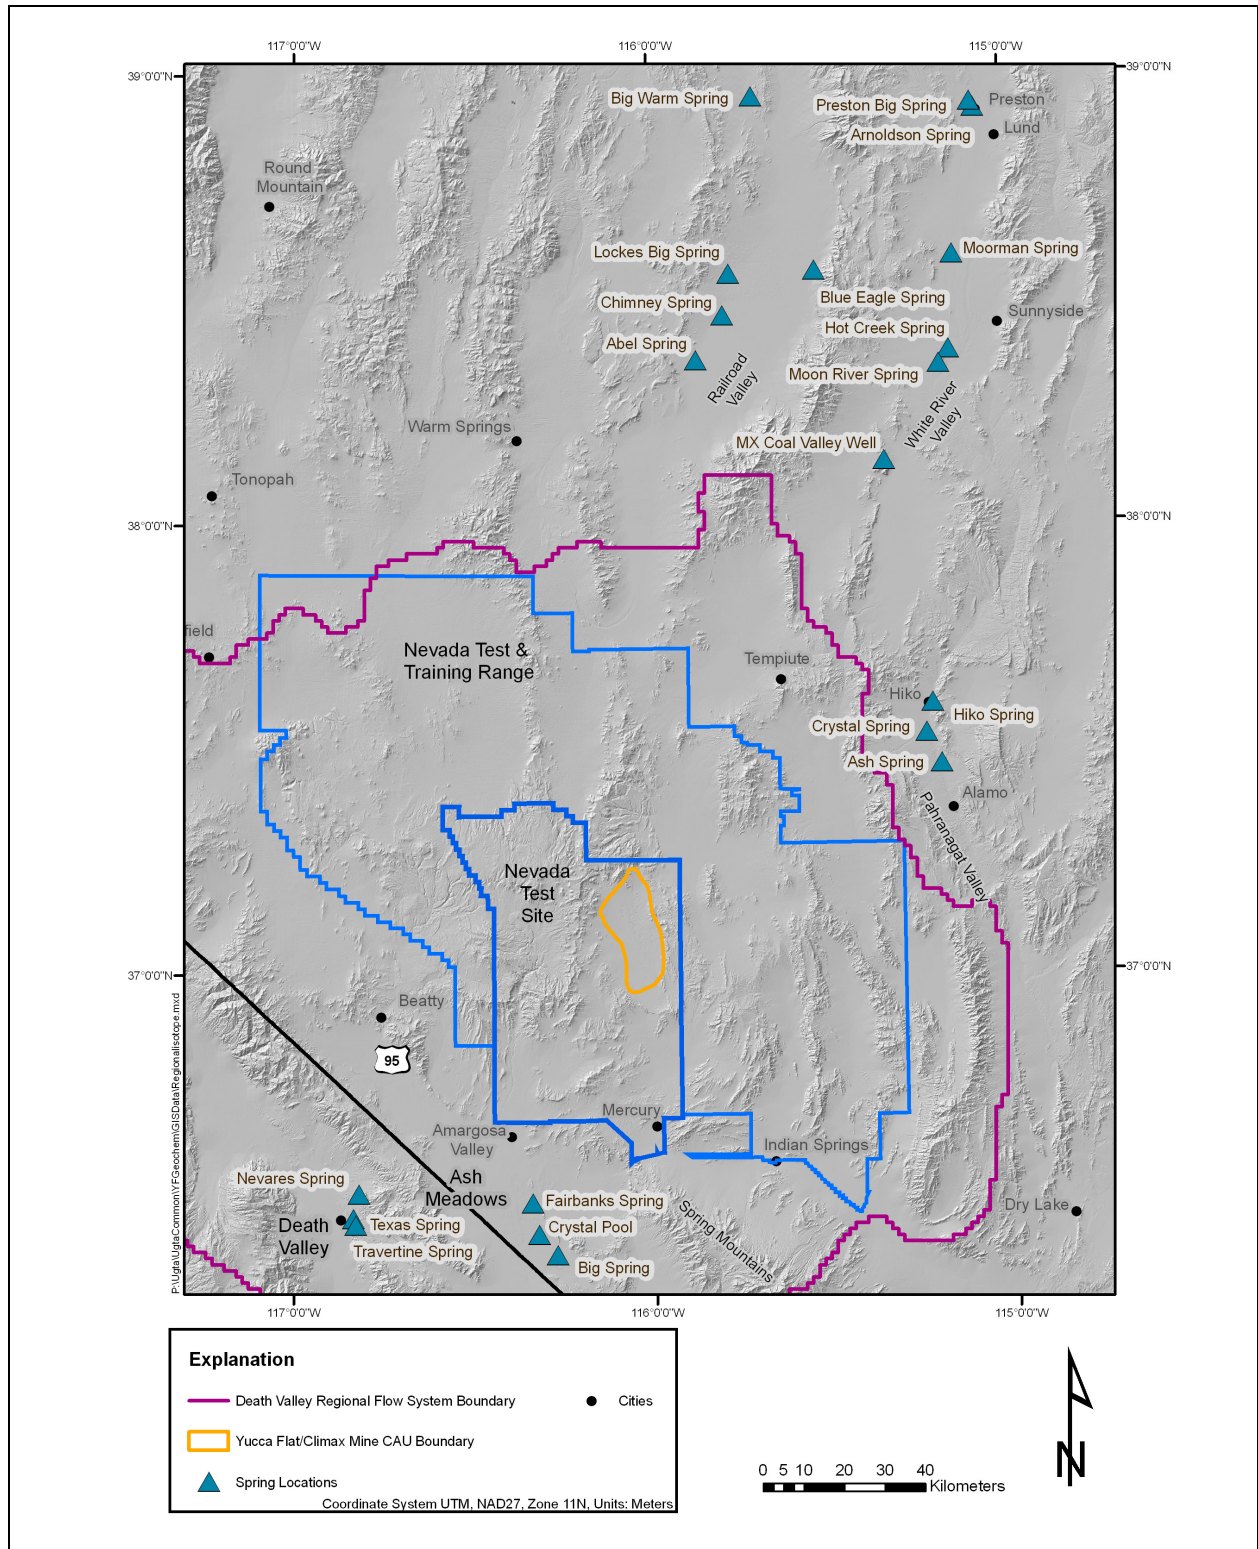 117°0'0"W
116°0'0"W
115°0'0"W
39°0'0"N
39°0'0"N
Big Warm Spring
Preston Big Spring
Preston
Arnoldson Spring
Lund
Round
Mountain
Lockes Big Spring
Moorman Spring
Blue Eagle Spring
Chimney Spring
Sunnyside
Hot Creek Spring
Abel Spring
Moon River Spring
Railroad
Valley
White River
Valley
Warm Springs
MX Coal Valley Well
Tonopah
38°0'0"N
38°0'0"N
field
Nevada Test &
Training Range
Tempiute
Hiko
Hiko Spring
Crystal Spring
Ash Spring
Alamo
Pahranagat Valley
Nevada
Test
Site
37°0'0"N
37°0'0"N
Beatty
95
Mercury
Amargosa
Valley
Indian Springs
Ash
Meadows
Nevares Spring
Fairbanks Spring
Dry Lake
Death
Valley
Texas Spring
Crystal Pool
Travertine Spring
Big Spring
Spring Mountains
P:\Ugta\UgtaCommon\YFGeochem\GISData\Regionalisotope.mxd
117°0'0"W
116°0'0"W
115°0'0"W
Explanation
Death Valley Regional Flow System Boundary
Cities
Yucca Flat/Climax Mine CAU Boundary
Spring Locations
Coordinate System UTM, NAD27, Zone 11N, Units: Meters
0 5 10 20 30 40
Kilometers
N